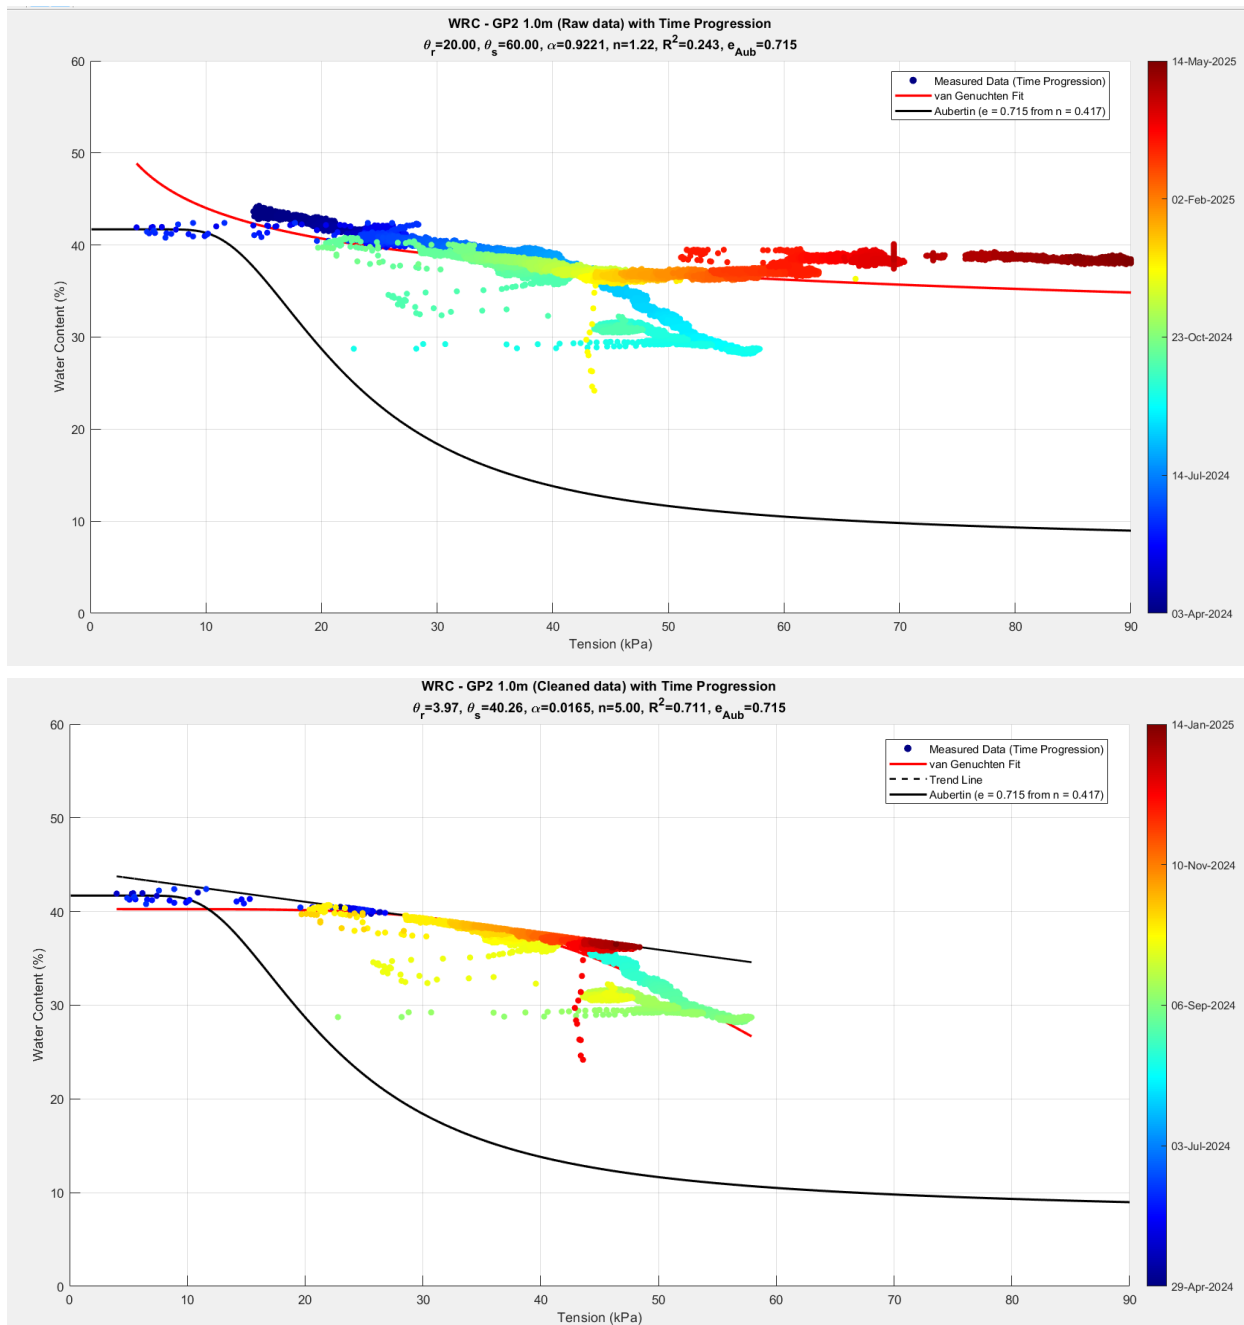 WRC - GP2 1.0m (Raw data) with Time Progression
θr=20.00, θs=60.00, α=0.9221, n=1.22, R2=0.243, eAub=0.715
Measured Data (Time Progression)
van Genuchten Fit
Aubertin (e = 0.715 from n = 0.417)
Water Content (%)
60
50
40
30
20
10
0
0 10 20 30 40 50 60 70 80 90
Tension (kPa)
14-May-2025
02-Feb-2025
23-Oct-2024
14-Jul-2024
03-Apr-2024
WRC - GP2 1.0m (Cleaned data) with Time Progression
θr=3.97, θs=40.26, α=0.0165, n=5.00, R2=0.711, eAub=0.715
Measured Data (Time Progression)
van Genuchten Fit
Trend Line
Aubertin (e = 0.715 from n = 0.417)
Water Content (%)
60
50
40
30
20
10
0
0 10 20 30 40 50 60 70 80 90
Tension (kPa)
14-Jan-2025
10-Nov-2024
06-Sep-2024
03-Jul-2024
29-Apr-2024